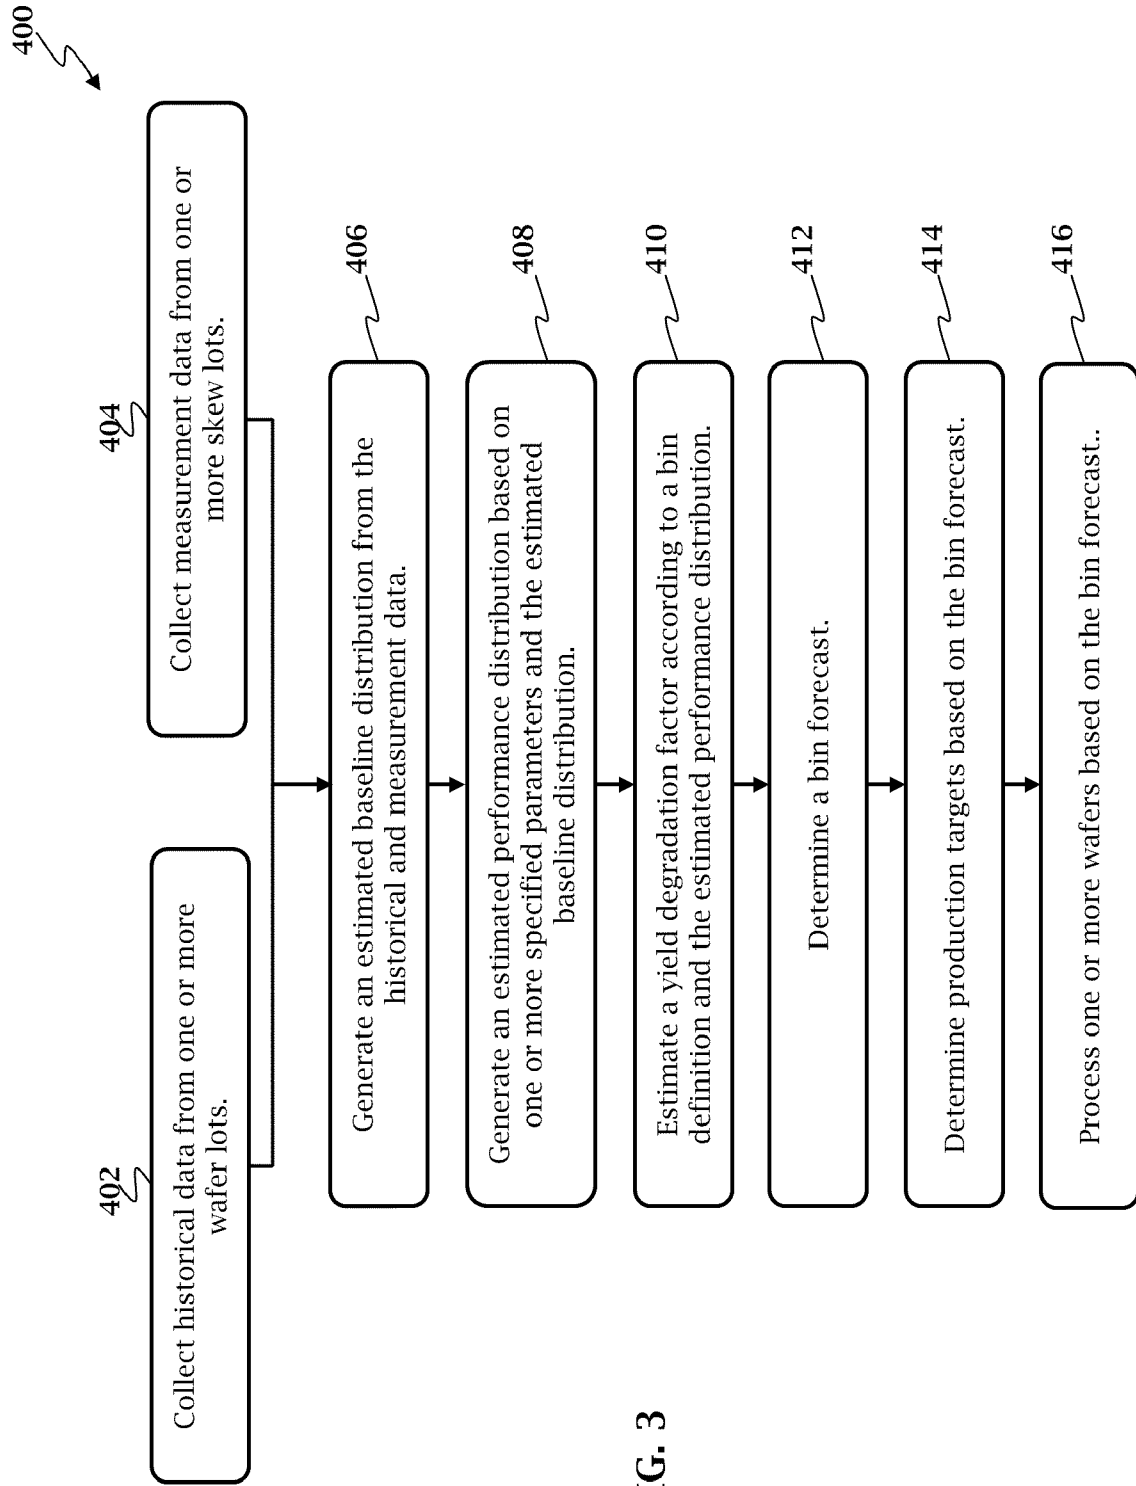 400
402
Collect historical data from one or more
wafer lots.
404
Collect measurement data from one or
more skew lots.
406
Generate an estimated baseline distribution from the
historical and measurement data.
408
Generate an estimated performance distribution based on
one or more specified parameters and the estimated
baseline distribution.
410
Estimate a yield degradation factor according to a bin
definition and the estimated performance distribution.
412
Determine a bin forecast.
414
Determine production targets based on the bin forecast.
416
Process one or more wafers based on the bin forecast..
G. 3